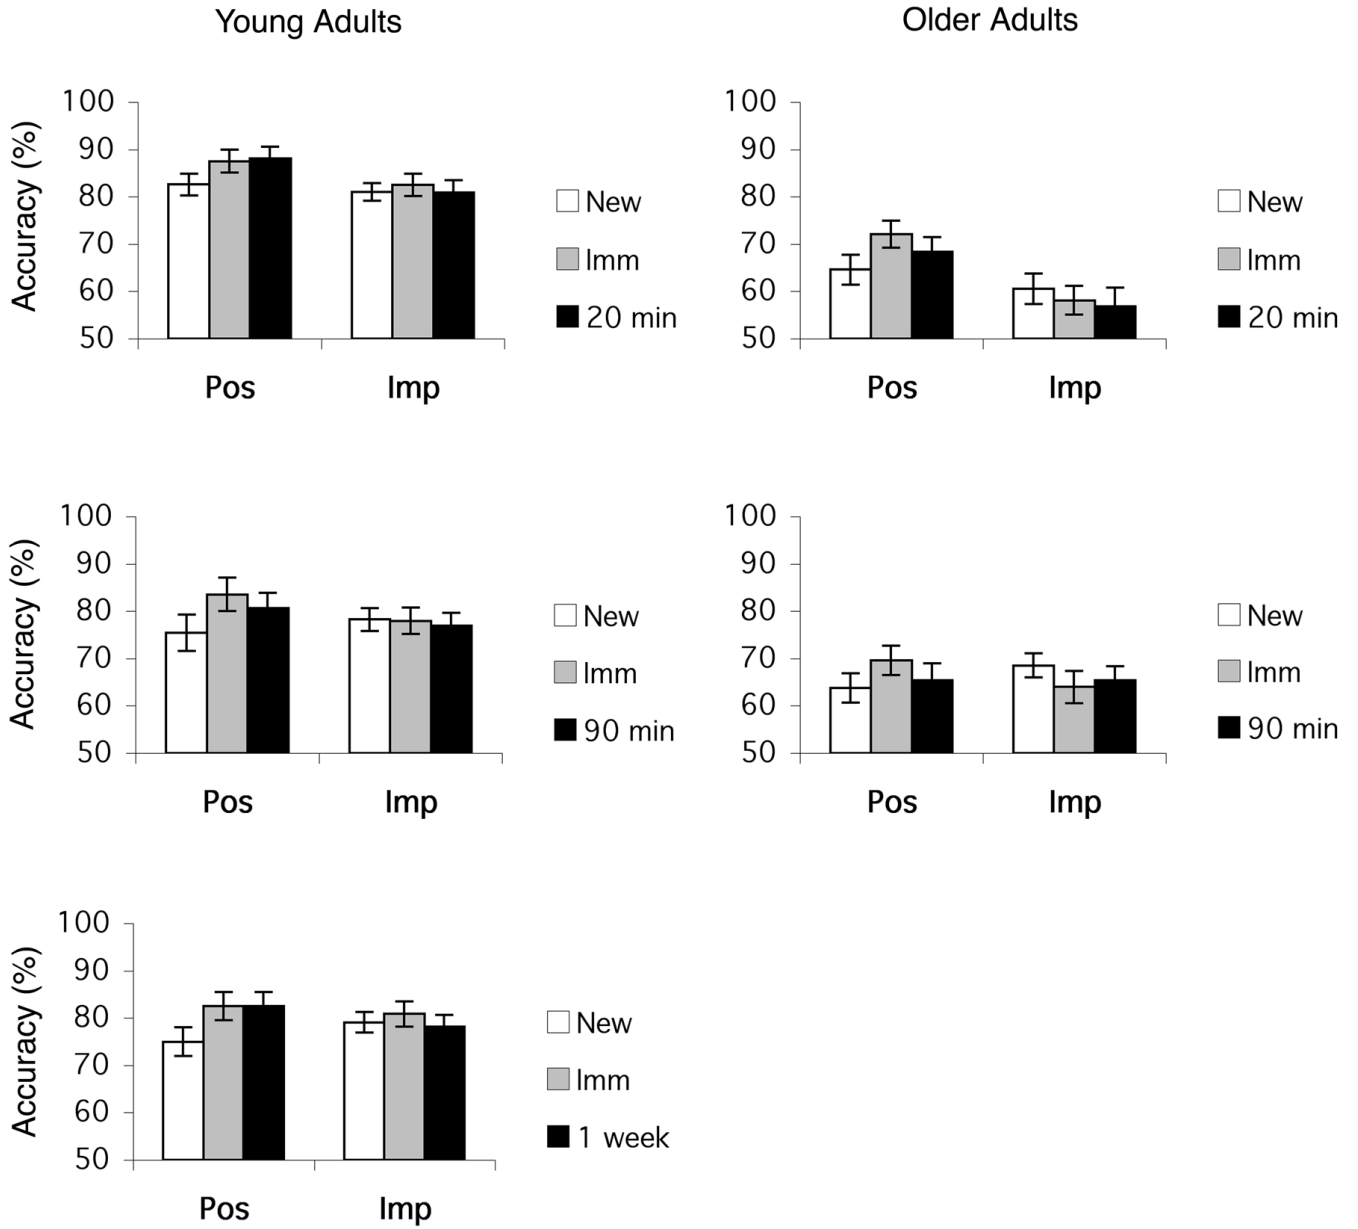 Young Adults
Older Adults
Accuracy (%)
100
90
80
70
60
50
Pos
Imp
New
Imm
20 min
100
90
80
70
60
50
Pos
Imp
New
Imm
20 min
Accuracy (%)
100
90
80
70
60
50
Pos
Imp
New
Imm
90 min
100
90
80
70
60
50
Pos
Imp
New
Imm
90 min
Accuracy (%)
100
90
80
70
60
50
Pos
Imp
New
Imm
1 week